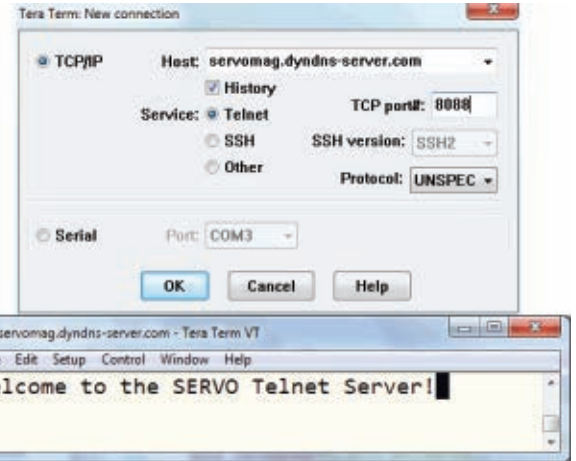 Tera Term: New connection
TCP/IP Host: servomag.dyndns-server.com
History
Service: Telnet TCP port#: 8088
SSH SSH version: SSH2
Other Protocol: UNSPEC
Serial Port: COM3
OK Cancel Help
servomag.dyndns-server.com - Tera Term VT
Edit Setup Control Window Help
lcome to the SERVO Telnet Server!